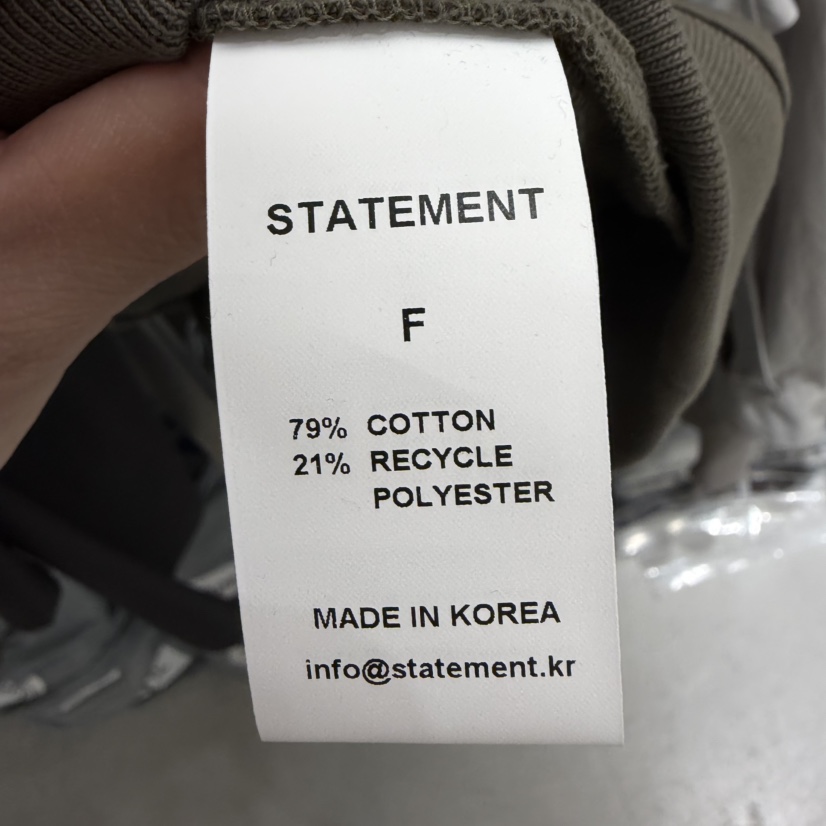 STATEMENT
F
79% COTTON
21% RECYCLE
POLYESTER
MADE IN KOREA
info@statement.kr